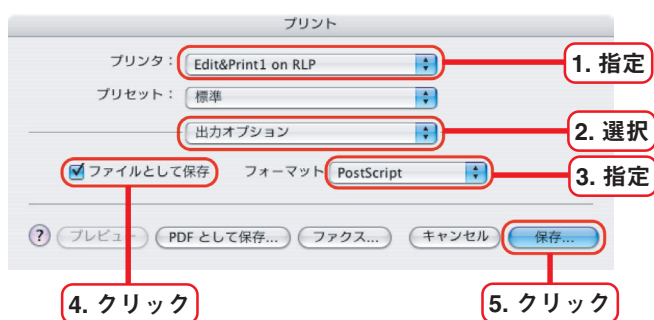 プリント
プリンタ： Edit&Print1 on RLP
1. 指定
プリセット： 標準
出力オプション
2. 選択
ファイルとして保存 フォーマット PostScript
3. 指定
? プレビュー PDF として保存... ファクス... キャンセル 保存...
4. クリック
5. クリック